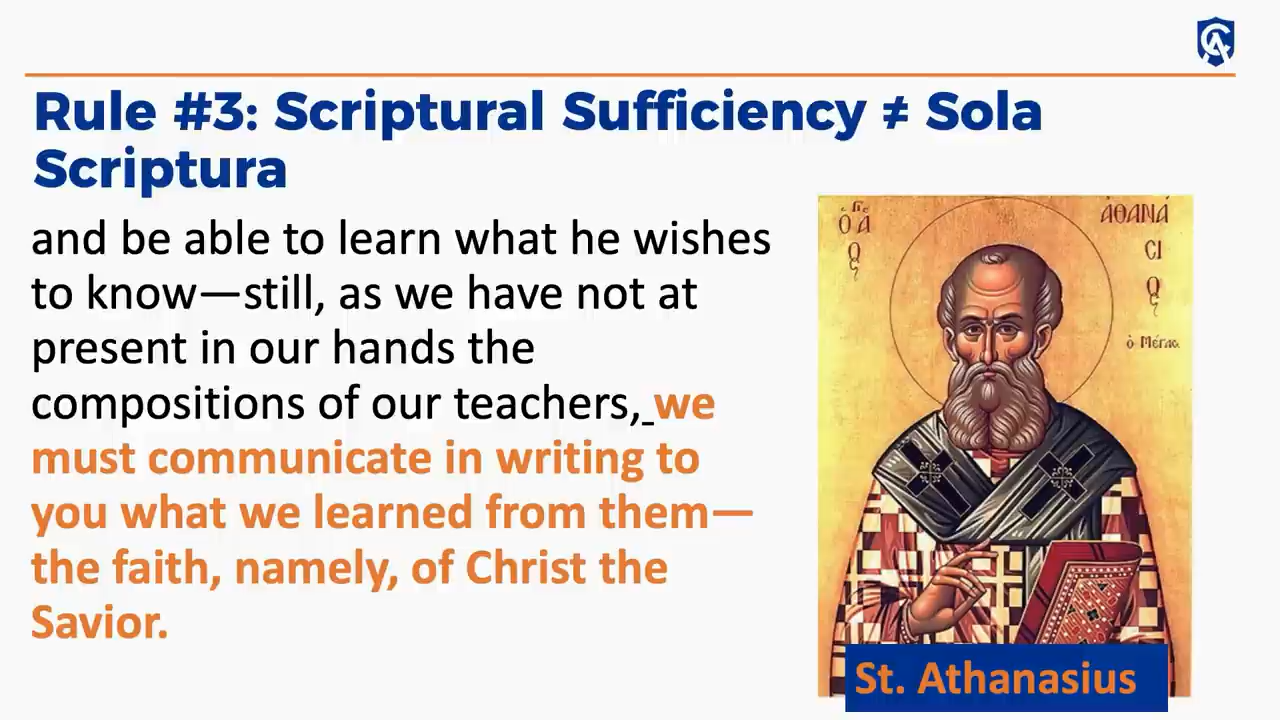 Rule #3: Scriptural Sufficiency ≠ Sola
Scriptura
and be able to learn what he wishes
to know—still, as we have not at
present in our hands the
compositions of our teachers, we
must communicate in writing to
you what we learned from them—
the faith, namely, of Christ the
Savior.
ἀθανά
σι
ο
ς
ὁ Μέγας
St. Athanasius